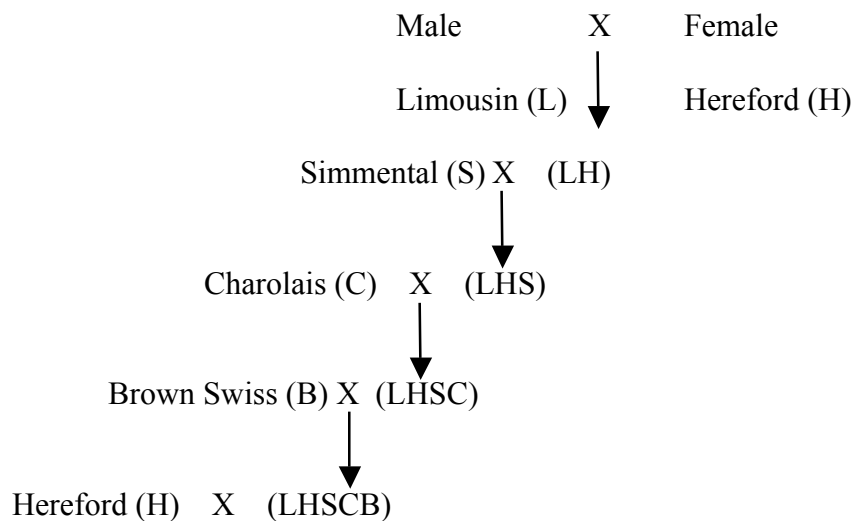 Male X Female
Limousin (L) Hereford (H)
Simmental (S) X (LH)
Charolais (C) X (LHS)
Brown Swiss (B) X (LHSC)
Hereford (H) X (LHSCB)